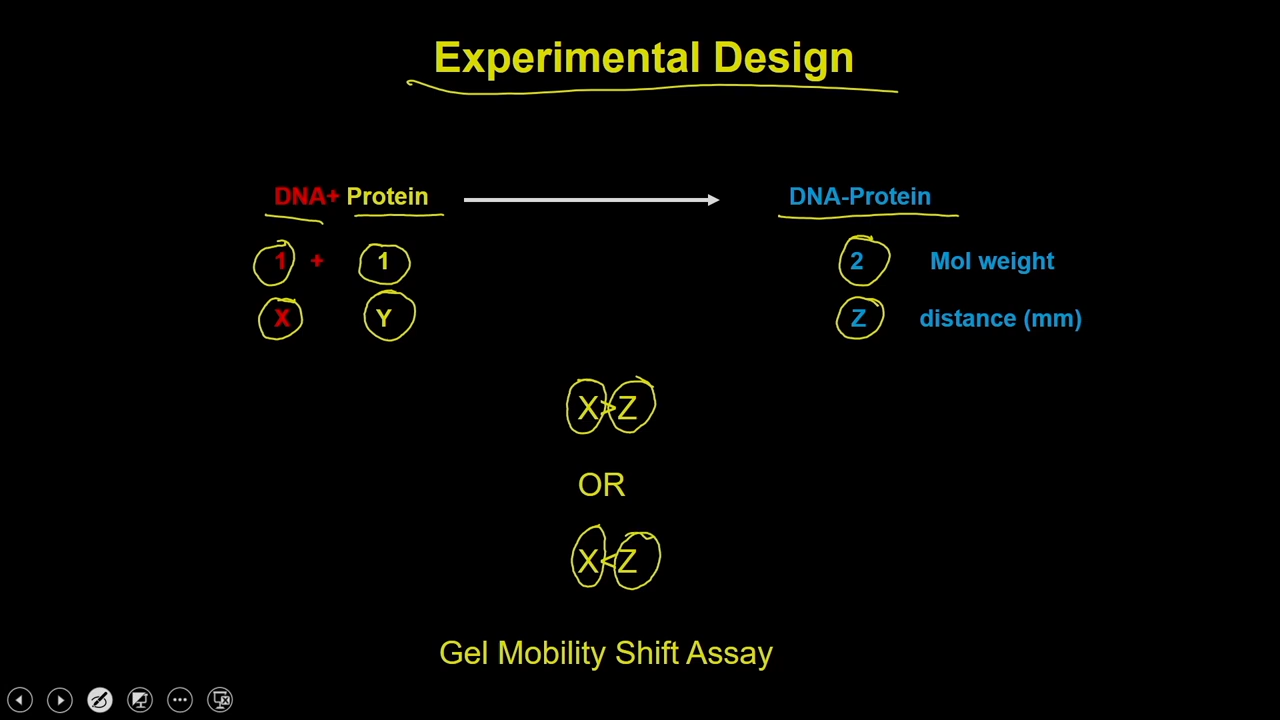 Experimental Design
DNA+ Protein DNA-Protein
1 + 1 2 Mol weight
X Y Z distance (mm)
X>Z
OR
X<Z
Gel Mobility Shift Assay